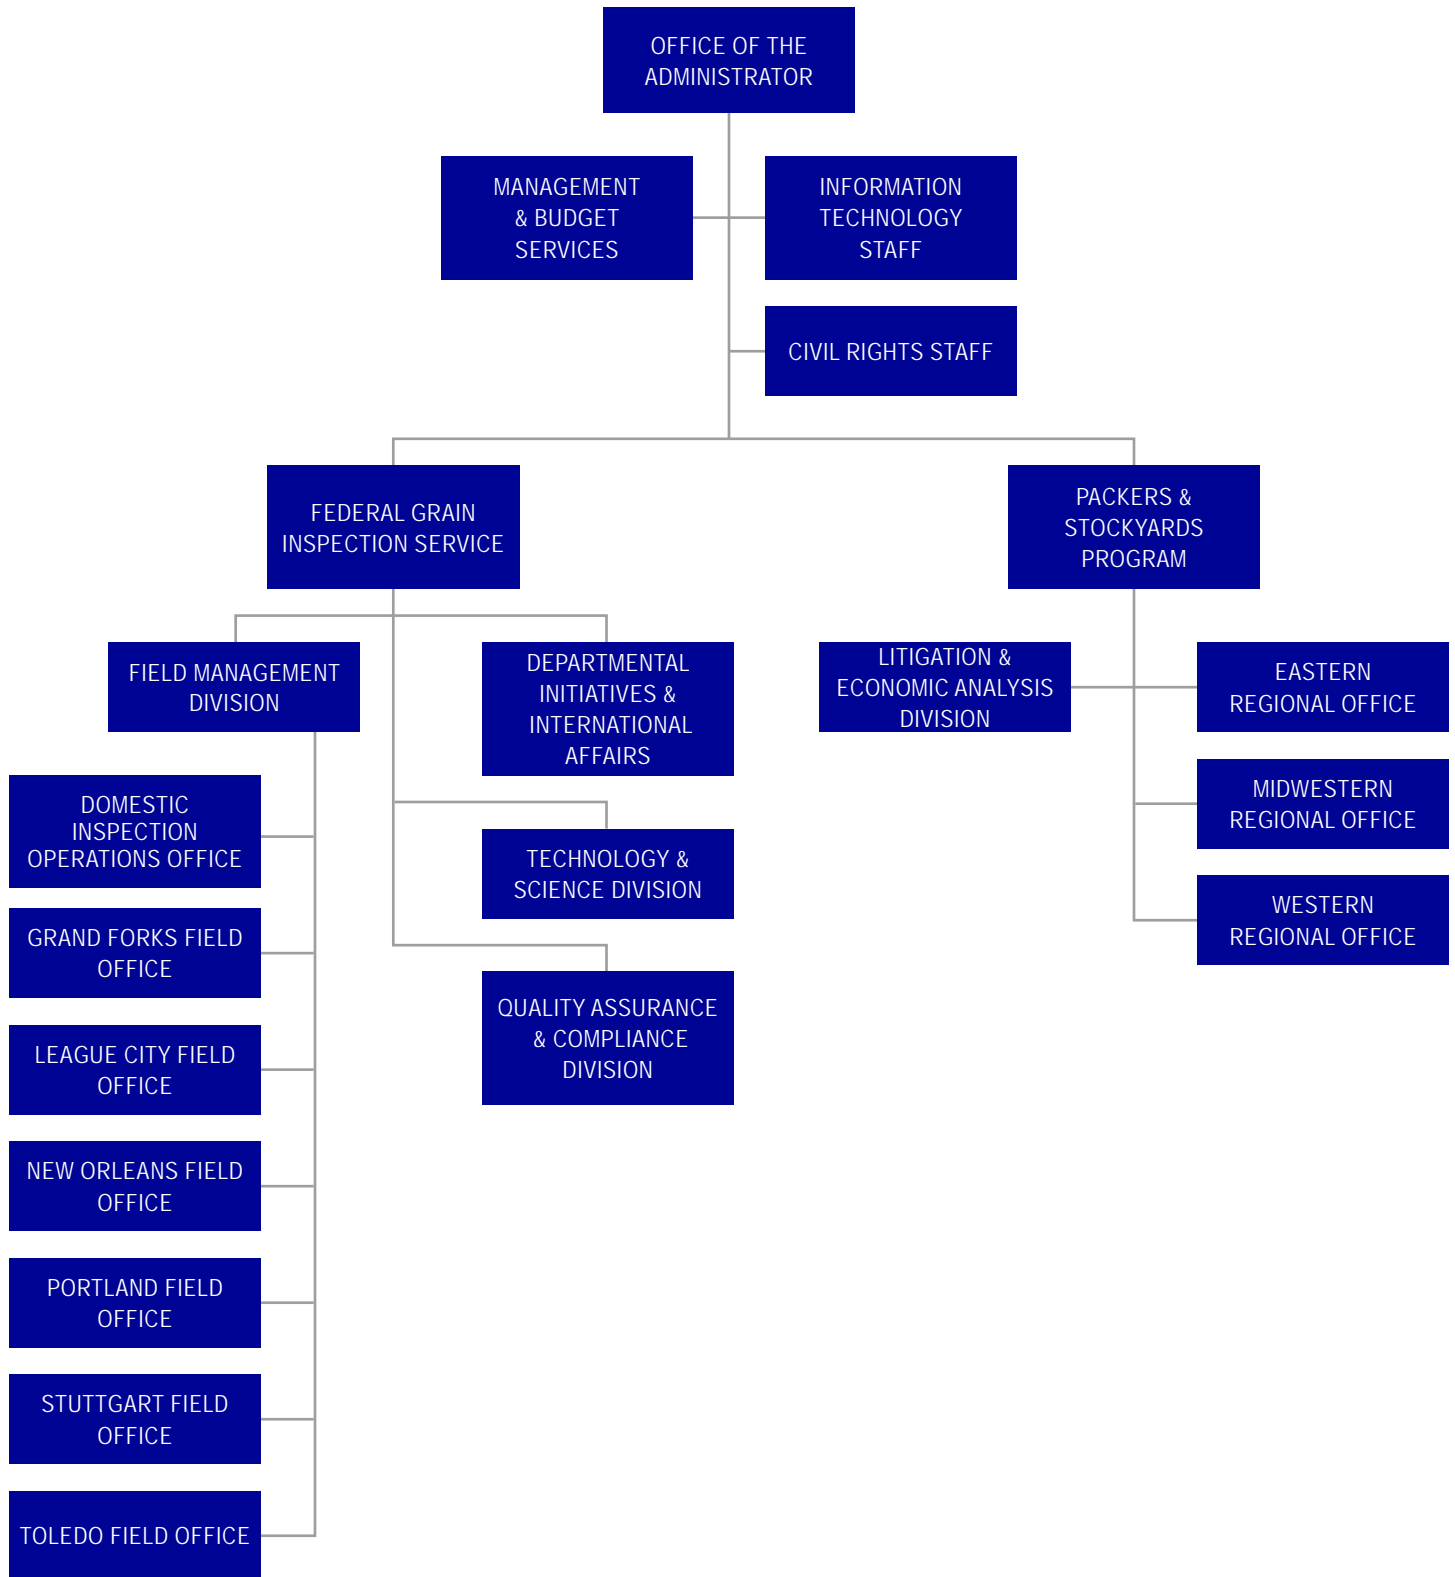 OFFICE OF THE
ADMINISTRATOR
MANAGEMENT
& BUDGET
SERVICES
INFORMATION
TECHNOLOGY
STAFF
CIVIL RIGHTS STAFF
FEDERAL GRAIN
INSPECTION SERVICE
PACKERS &
STOCKYARDS
PROGRAM
FIELD MANAGEMENT
DIVISION
DEPARTMENTAL
INITIATIVES &
INTERNATIONAL
AFFAIRS
LITIGATION &
ECONOMIC ANALYSIS
DIVISION
EASTERN
REGIONAL OFFICE
DOMESTIC
INSPECTION
OPERATIONS OFFICE
TECHNOLOGY &
SCIENCE DIVISION
MIDWESTERN
REGIONAL OFFICE
GRAND FORKS FIELD
OFFICE
QUALITY ASSURANCE
& COMPLIANCE
DIVISION
WESTERN
REGIONAL OFFICE
LEAGUE CITY FIELD
OFFICE
NEW ORLEANS FIELD
OFFICE
PORTLAND FIELD
OFFICE
STUTTGART FIELD
OFFICE
TOLEDO FIELD OFFICE